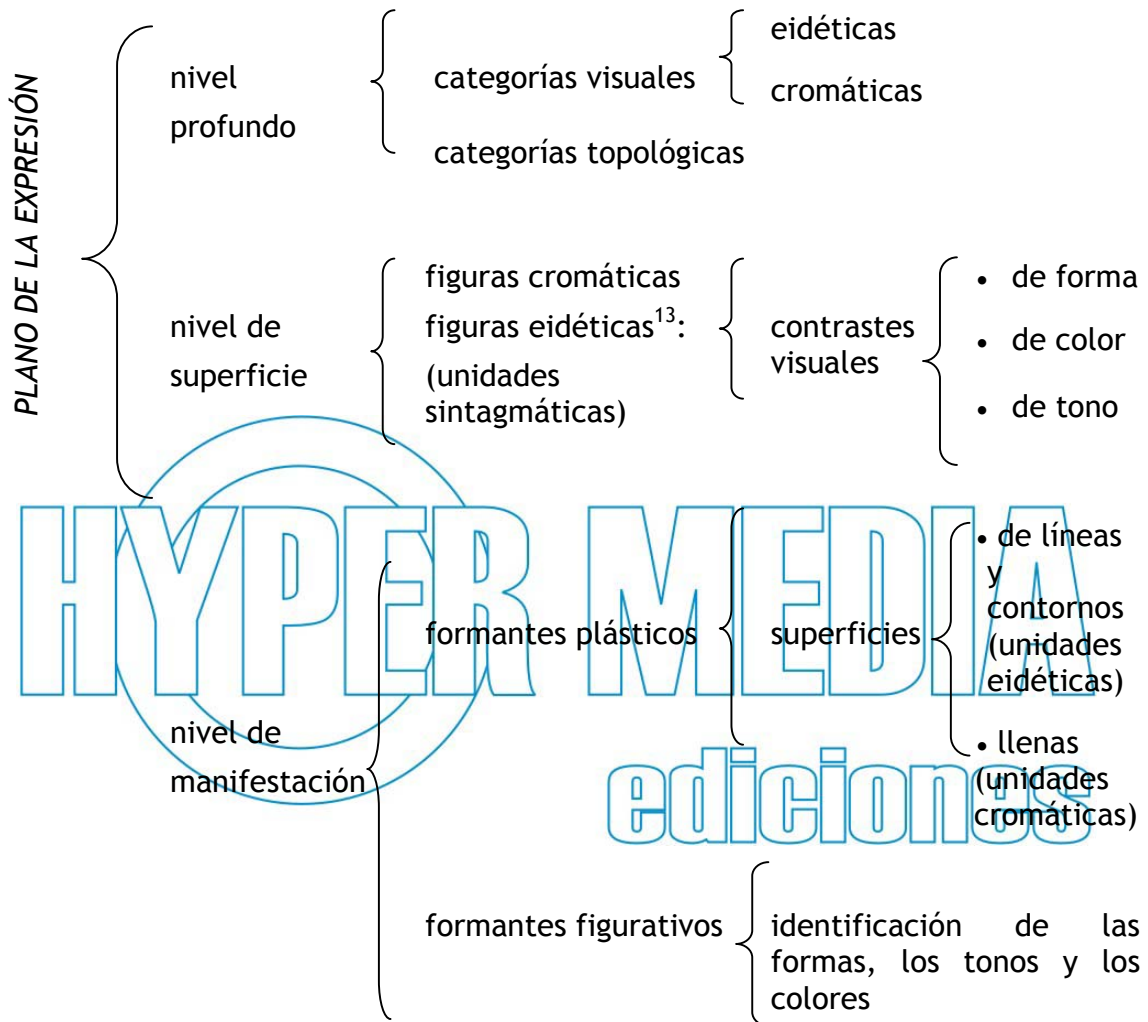 PLANO DE LA EXPRESIÓN
nivel
profundo
categorías visuales
eidéticas
cromáticas
categorías topológicas
nivel de
superficie
figuras cromáticas
figuras eidéticas13:
(unidades
sintagmáticas)
contrastes
visuales
• de forma
• de color
• de tono
HYPER MEDIA
ediciones
nivel de
manifestación
formantes plásticos
superficies
• de líneas
y
contornos
(unidades
eidéticas)
• llenas
(unidades
cromáticas)
formantes figurativos
identificación de las
formas, los tonos y los
colores